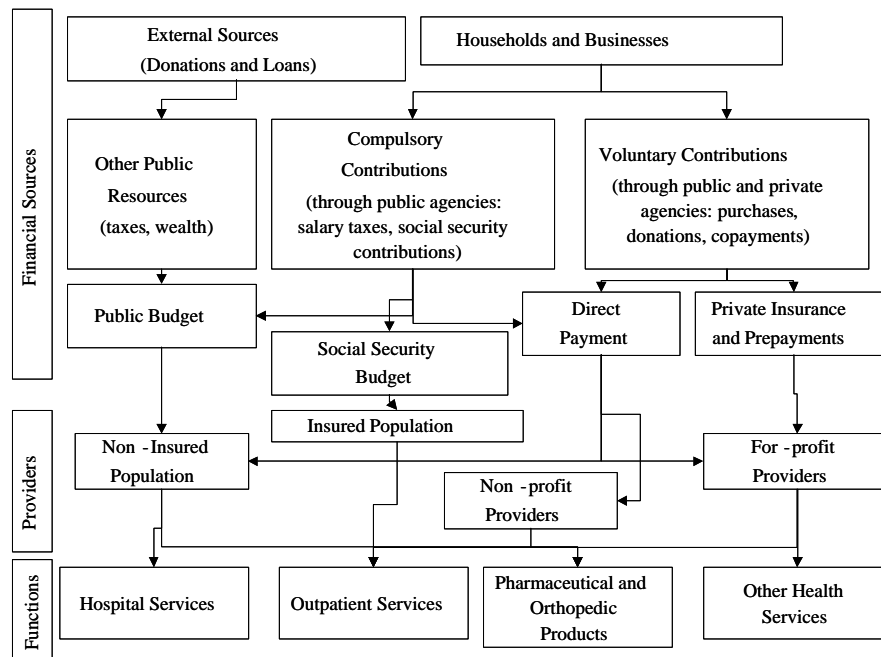 Financial Sources
External Sources
(Donations and Loans)
Households and Businesses
Other Public
Resources
(taxes, wealth)
Compulsory
Contributions
(through public agencies:
salary taxes, social security
contributions)
Voluntary Contributions
(through public and private
agencies: purchases,
donations, copayments)
Public Budget
Social Security
Budget
Direct
Payment
Private Insurance
and Prepayments
Providers
Insured Population
Non -Insured
Population
Non -profit
Providers
For -profit
Providers
Functions
Hospital Services
Outpatient Services
Pharmaceutical and
Orthopedic
Products
Other Health
Services